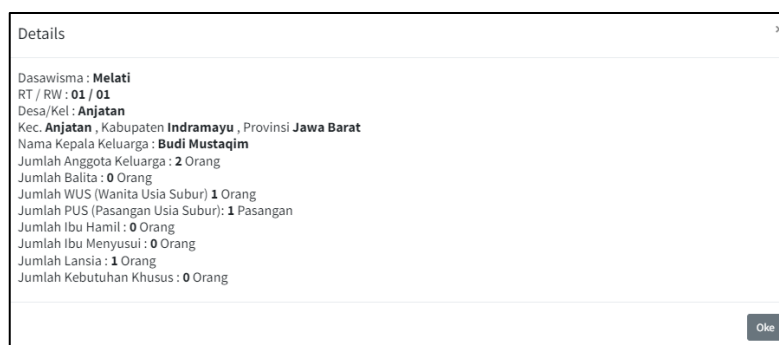 Details
×
Dasawisma : Melati
RT / RW : 01 / 01
Desa/Kel : Anjatan
Kec. Anjatan , Kabupaten Indramayu , Provinsi Jawa Barat
Nama Kepala Keluarga : Budi Mustaqim
Jumlah Anggota Keluarga : 2 Orang
Jumlah Balita : 0 Orang
Jumlah WUS (Wanita Usia Subur) 1 Orang
Jumlah PUS (Pasangan Usia Subur): 1 Pasangan
Jumlah Ibu Hamil : 0 Orang
Jumlah Ibu Menyusui : 0 Orang
Jumlah Lansia : 1 Orang
Jumlah Kebutuhan Khusus : 0 Orang
Oke